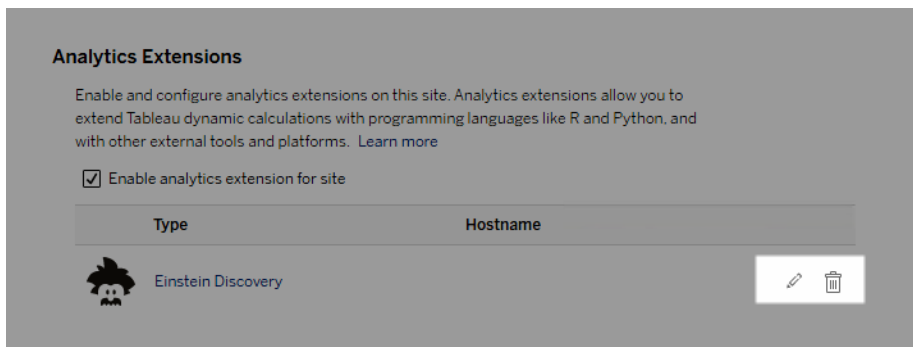 Analytics Extensions
Enable and configure analytics extensions on this site. Analytics extensions allow you to
extend Tableau dynamic calculations with programming languages like R and Python, and
with other external tools and platforms. Learn more
Enable analytics extension for site
Type Hostname
Einstein Discovery